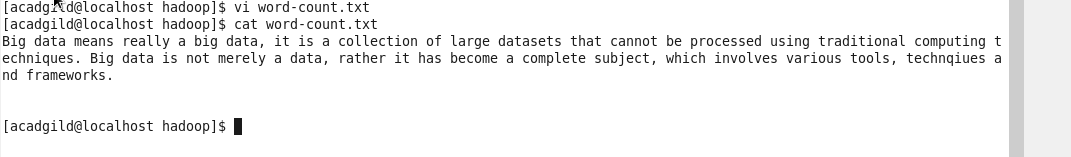 [acadgild@localhost hadoop]$ vi word-count.txt
[acadgild@localhost hadoop]$ cat word-count.txt
Big data means really a big data, it is a collection of large datasets that cannot be processed using traditional computing t
echniques. Big data is not merely a data, rather it has become a complete subject, which involves various tools, technqiues a
nd frameworks.
[acadgild@localhost hadoop]$